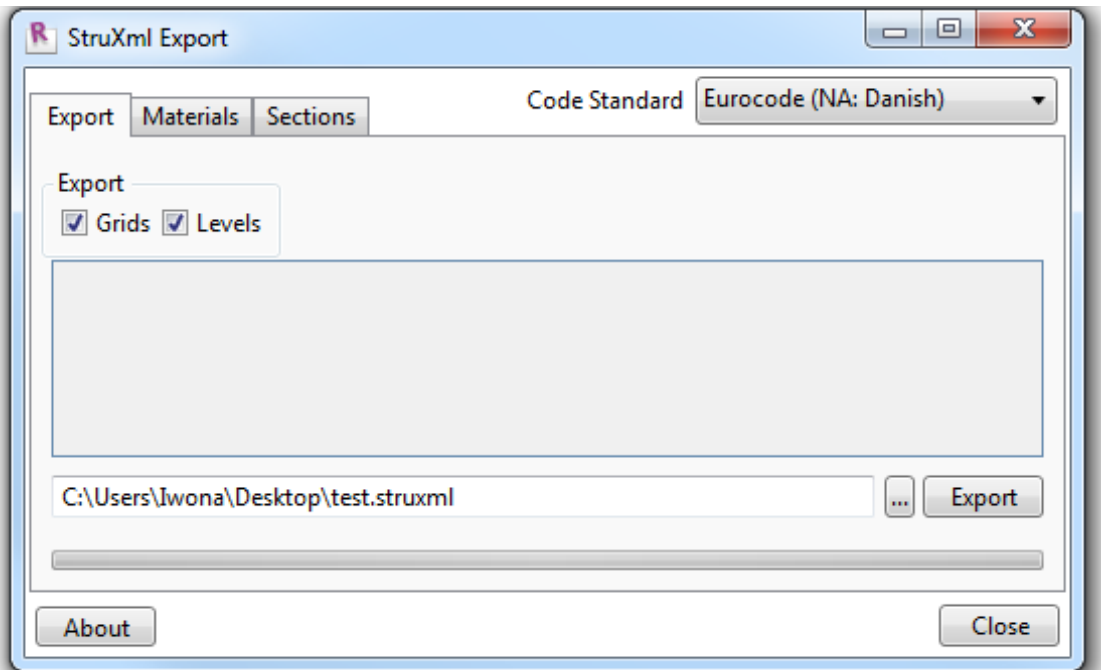 StruXml Export
Code Standard Eurocode (NA: Danish)
Export Materials Sections
Export
Grids Levels
C:\Users\Iwona\Desktop\test.struxml ... Export
About Close